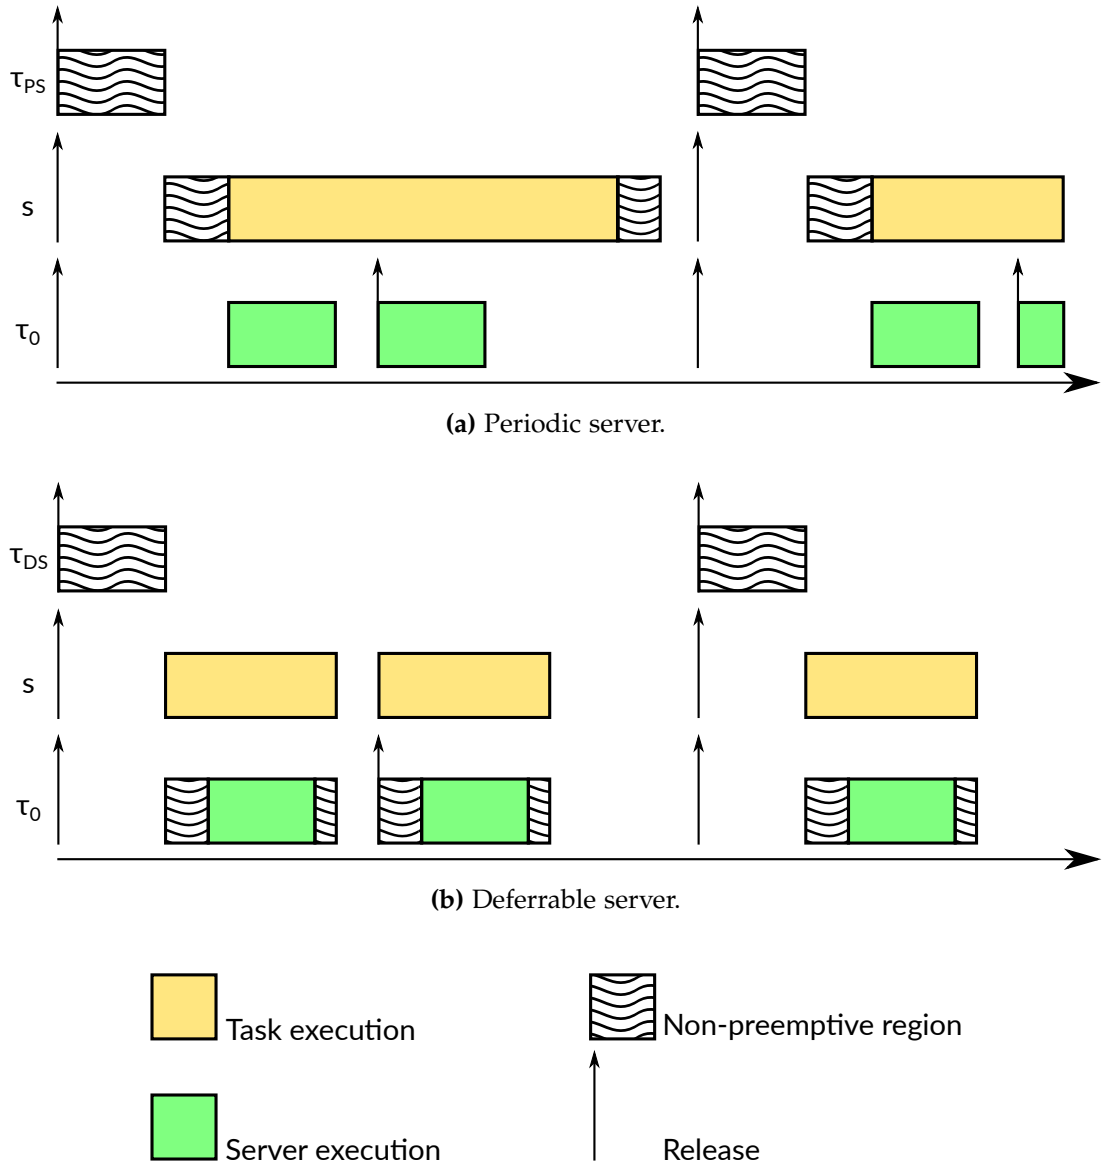 τPS
s
τ0
(a) Periodic server.
τDS
s
τ0
(b) Deferrable server.
Task execution
Non-preemptive region
Server execution
Release